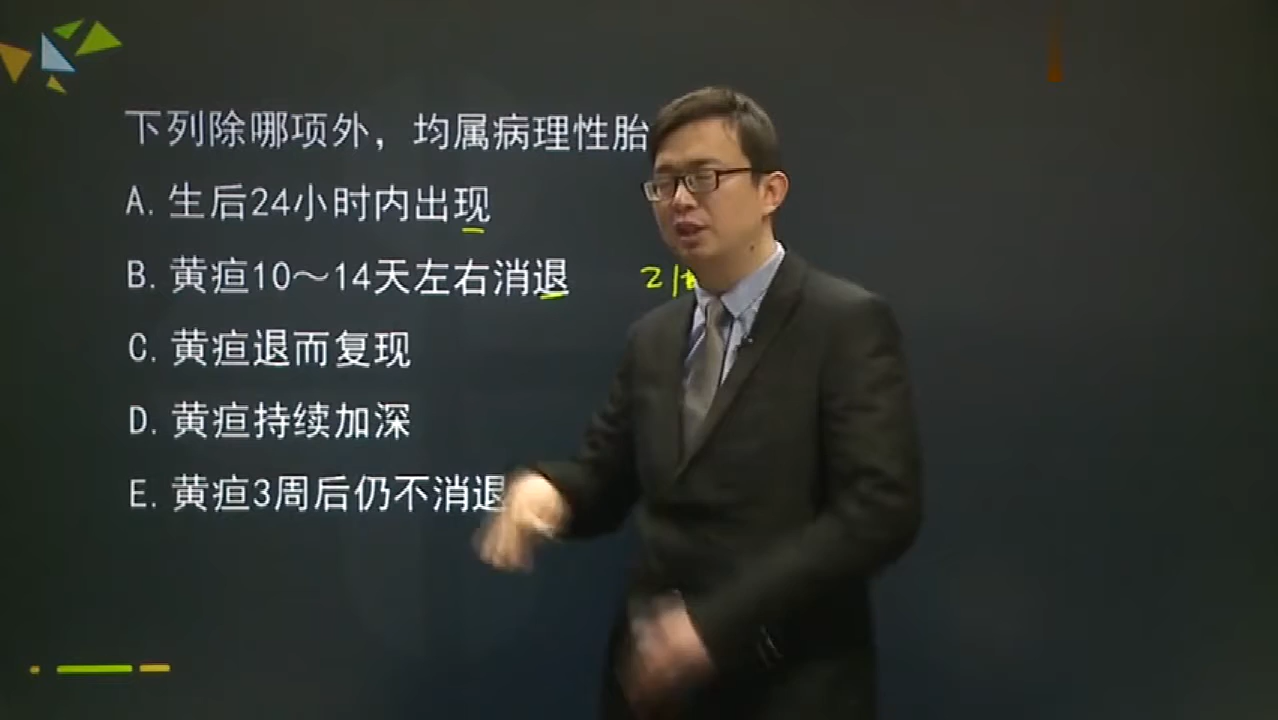 下列除哪项外，均属病理性胎
A. 生后24小时内出现
B. 黄疸10～14天左右消退 2
C. 黄疸退而复现
D. 黄疸持续加深
E. 黄疸3周后仍不消退